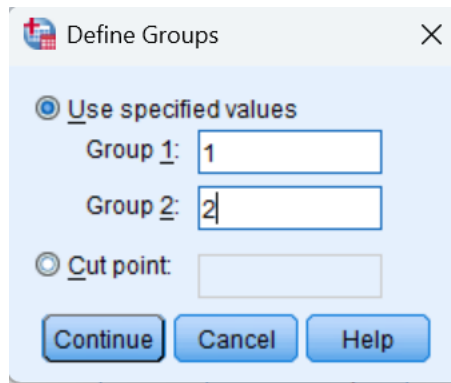 Define Groups
Use specified values
Group 1: 1
Group 2: 2
Cut point:
Continue Cancel Help